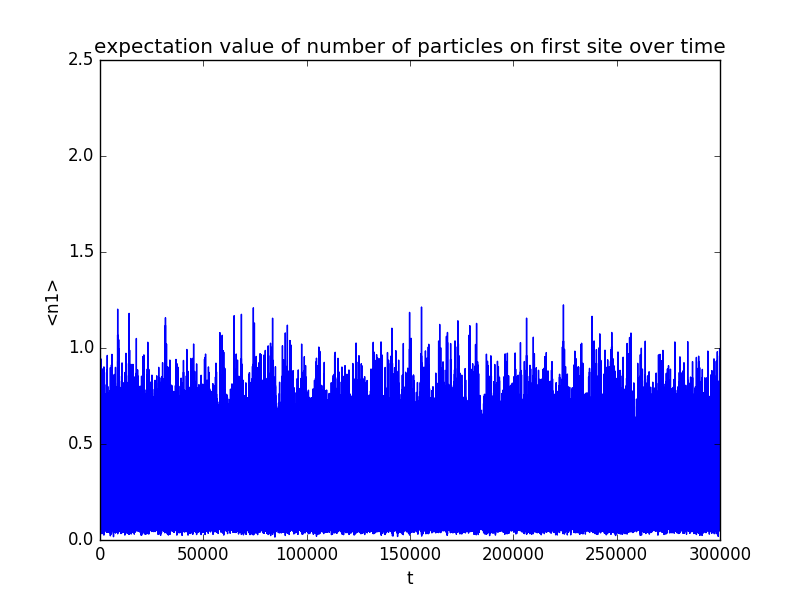 expectation value of number of particles on first site over time
2.5
2.0
1.5
1.0
0.5
0.0
<n1>
0 50000 100000 150000 200000 250000 300000
t